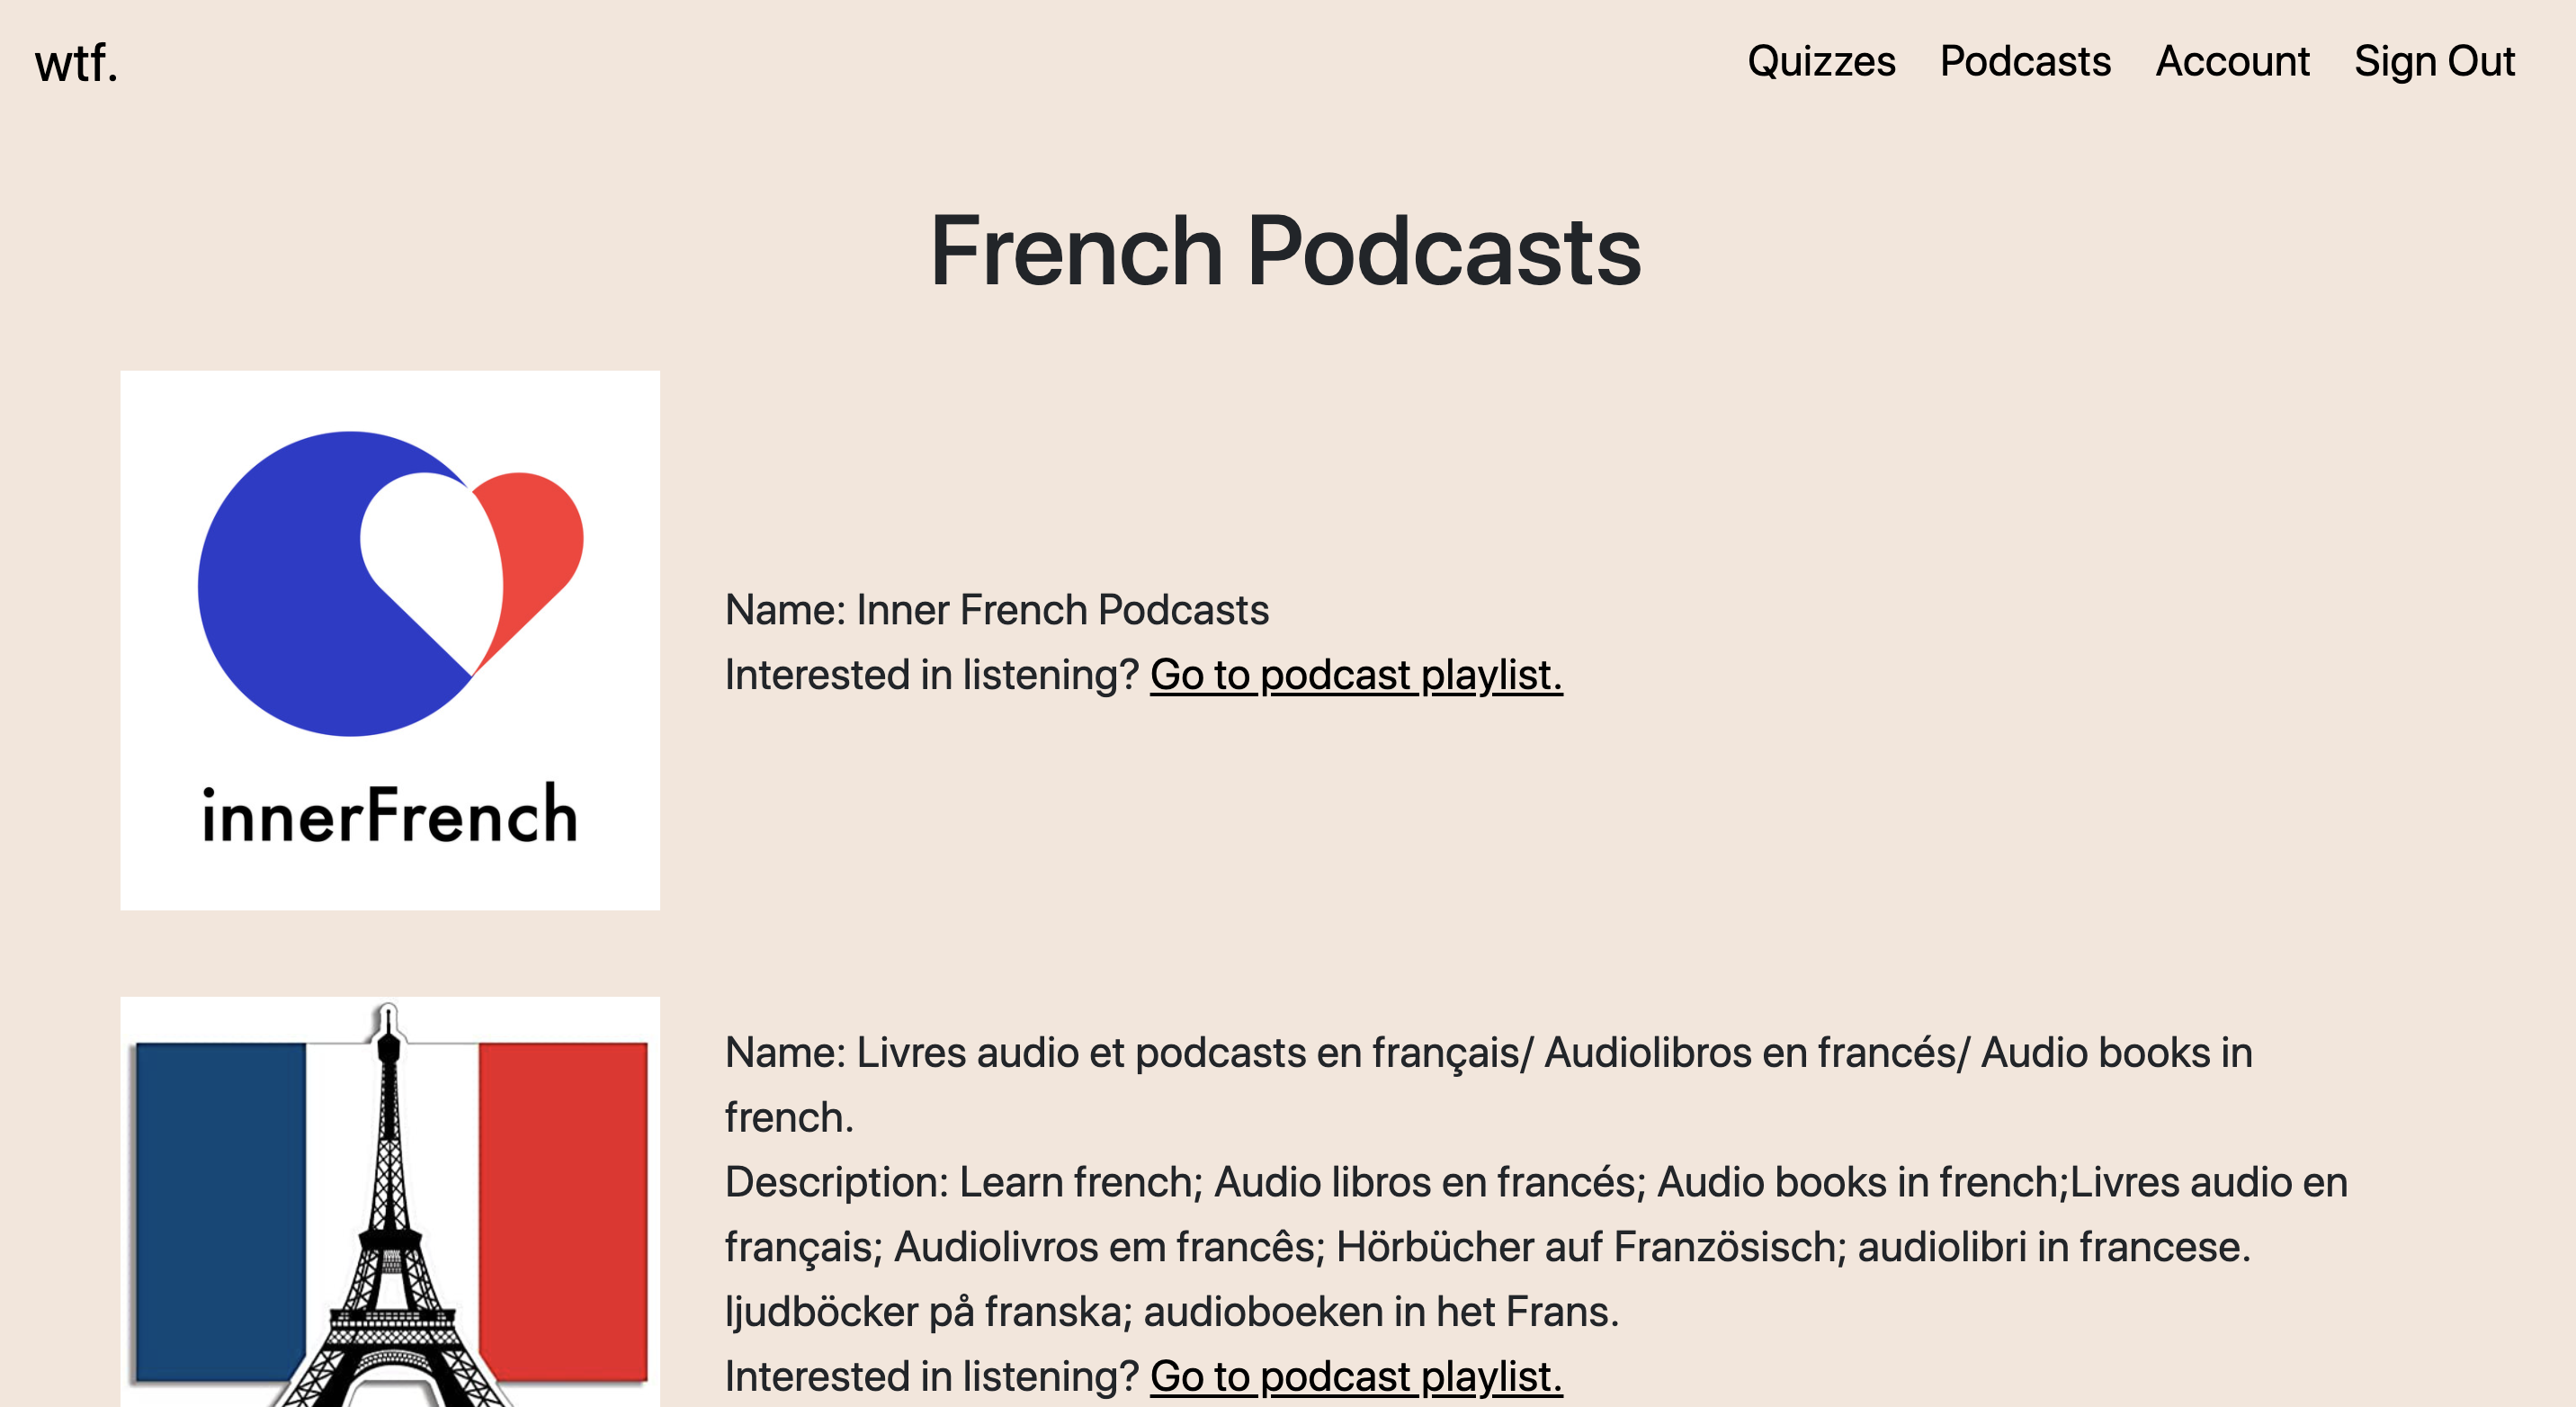 wtf.
Quizzes Podcasts Account Sign Out
French Podcasts
innerFrench
Name: Inner French Podcasts
Interested in listening? Go to podcast playlist.
Name: Livres audio et podcasts en français/ Audiolibros en francés/ Audio books in
french.
Description: Learn french; Audio libros en francés; Audio books in french;Livres audio en
français; Audiolivros em francês; Hörbücher auf Französisch; audiolibri in francese.
ljudböcker på franska; audioboeken in het Frans.
Interested in listening? Go to podcast playlist.